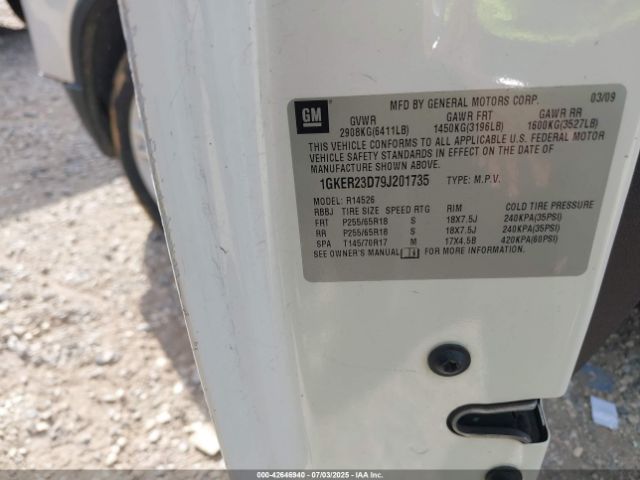 GM
MFD BY GENERAL MOTORS CORP. 03/09
GVWR GAWR FRT GAWR RR
2908KG(6411LB) 1450KG(3196LB) 1600KG(3527LB)
THIS VEHICLE CONFORMS TO ALL APPLICABLE U.S. FEDERAL MOTOR
VEHICLE SAFETY STANDARDS IN EFFECT ON THE DATE OF
MANUFACTURE SHOWN ABOVE.
1GKER23D79J201735 TYPE: M.P.V.
MODEL: R14526
RBBJ TIRE SIZE SPEED RTG RIM COLD TIRE PRESSURE
FRT P255/65R18 S 18X7.5J 240KPA(35PSI)
RR P255/65R18 S 18X7.5J 240KPA(35PSI)
SPA T145/70R17 M 17X4.5B 420KPA(60PSI)
SEE OWNER'S MANUAL FOR MORE INFORMATION.
000-42646940 - 07/03/2025 - IAAHOLDINGS.COM